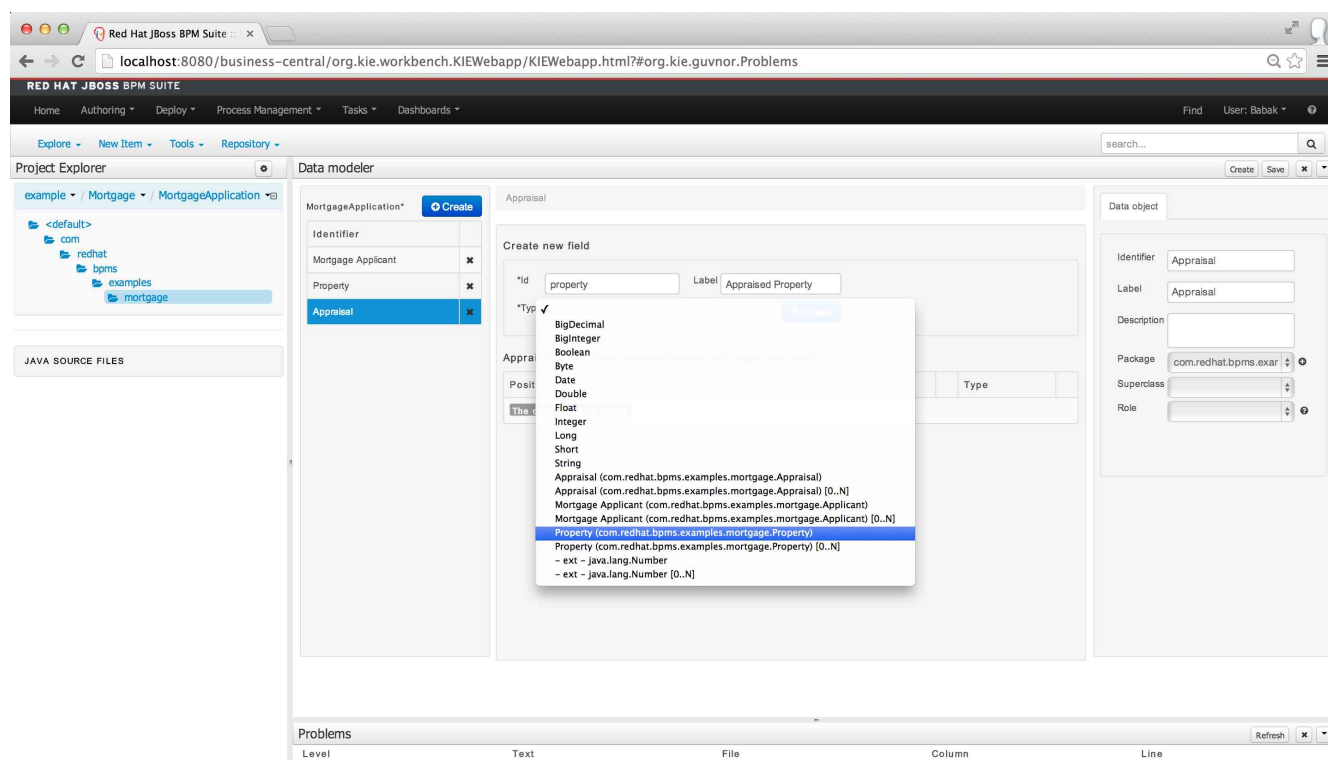 Red Hat JBoss BPM Suite ::
localhost:8080/business-central/org.kie.workbench.KIEWebapp/KIEWebapp.html?#org.kie.guvnor.Problems
RED HAT JBOSS BPM SUITE
Home Authoring Deploy Process Management Tasks Dashboards Find User: Babak
Explore New Item Tools Repository search...
Project Explorer
example / Mortgage / MortgageApplication
<default>
com
redhat
bpms
examples
mortgage
JAVA SOURCE FILES
Data modeler Create Save
MortgageApplication* Create
Identifier
Mortgage Applicant
Property
Appraisal
Appraisal
Create new field
*Id property Label Appraised Property
*Typ
BigDecimal
BigInteger
Boolean
Byte
Date
Double
Float
Integer
Long
Short
String
Appraisal (com.redhat.bpms.examples.mortgage.Appraisal)
Appraisal (com.redhat.bpms.examples.mortgage.Appraisal) [0..N]
Mortgage Applicant (com.redhat.bpms.examples.mortgage.Applicant)
Mortgage Applicant (com.redhat.bpms.examples.mortgage.Applicant) [0..N]
Property (com.redhat.bpms.examples.mortgage.Property)
Property (com.redhat.bpms.examples.mortgage.Property) [0..N]
- ext - java.lang.Number
- ext - java.lang.Number [0..N]
Apprai
Posit Type
The
Data object
Identifier Appraisal
Label Appraisal
Description
Package com.redhat.bpms.exar
Superclass
Role
Problems Refresh
Level Text File Column Line